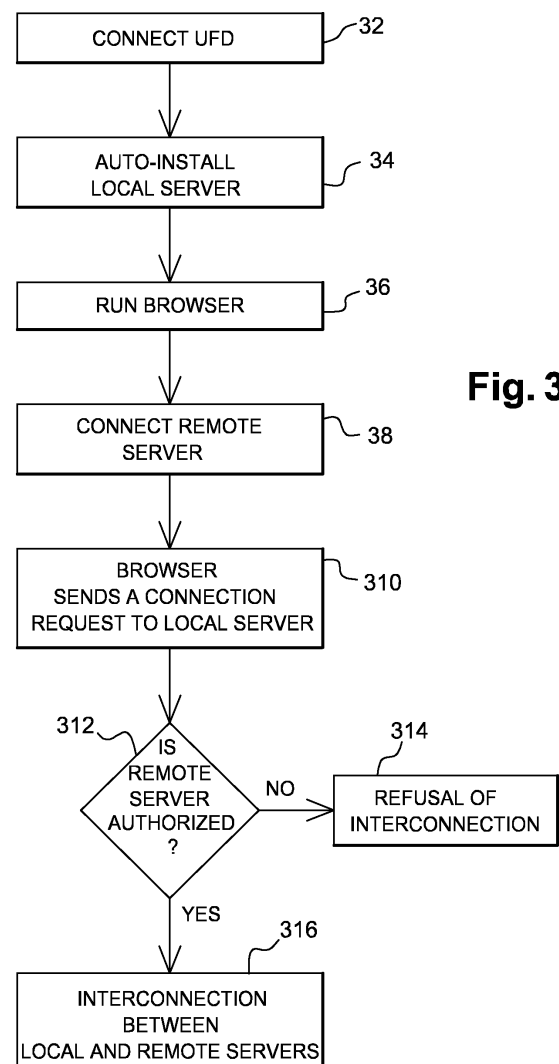 CONNECT UFD
32
AUTO-INSTALL
LOCAL SERVER
34
RUN BROWSER
36
Fig. 3
CONNECT REMOTE
SERVER
38
BROWSER
SENDS A CONNECTION
REQUEST TO LOCAL SERVER
310
312
IS
REMOTE
SERVER
AUTHORIZED
?
NO
314
REFUSAL OF
INTERCONNECTION
YES
316
INTERCONNECTION
BETWEEN
LOCAL AND REMOTE SERVERS